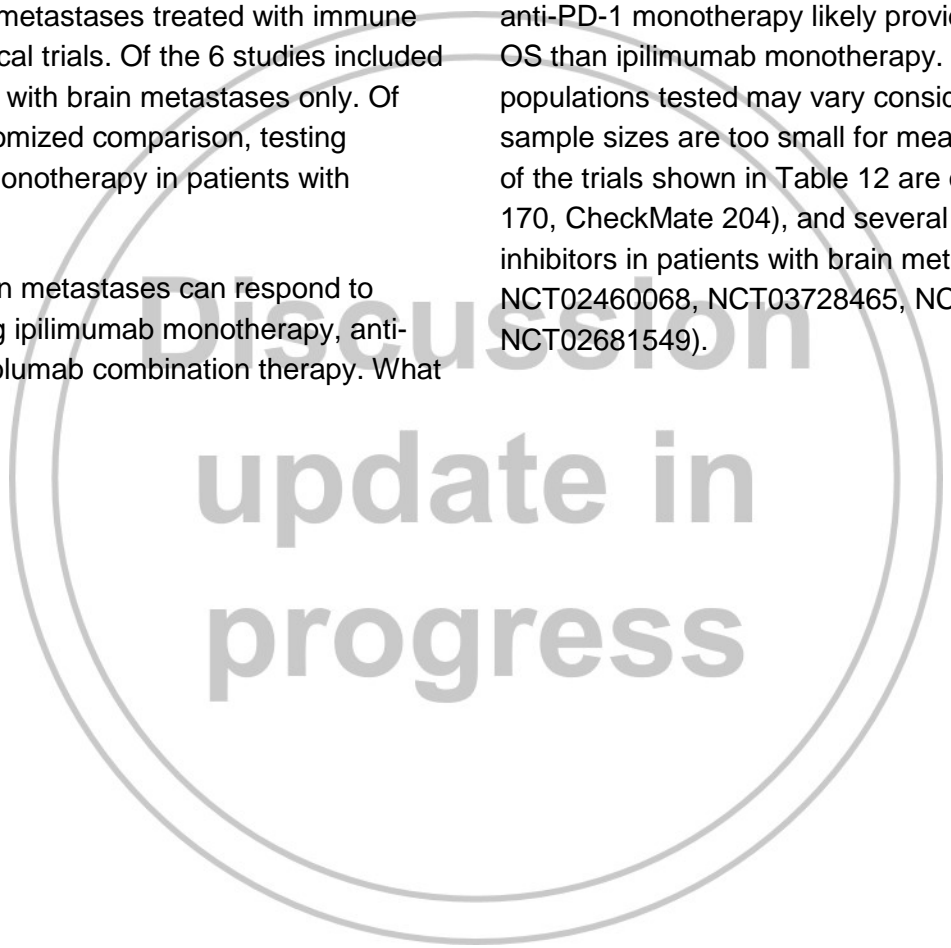 metastases treated with immune
cal trials. Of the 6 studies included
with brain metastases only. Of
omized comparison, testing
onotherapy in patients with
n metastases can respond to
g ipilimumab monotherapy, anti-
olumab combination therapy. What
anti-PD-1 monotherapy likely provi
OS than ipilimumab monotherapy.
populations tested may vary consid
sample sizes are too small for mea
of the trials shown in Table 12 are
170, CheckMate 204), and several
inhibitors in patients with brain met
NCT02460068, NCT03728465, NC
NCT02681549).
Discussion
update in
progress